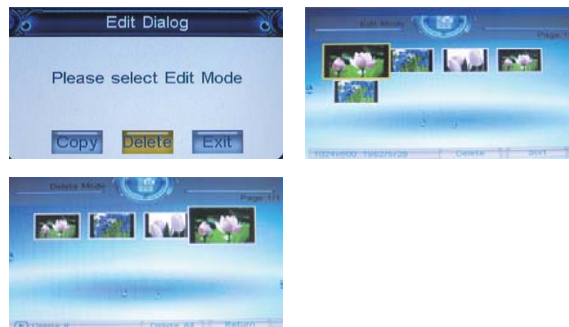 Edit Dialog
Please select Edit Mode
Copy Delete Exit
Edit Mode
Page:1
1024x600
Delete
Delete Mode
Page:1/1
Delete All
Return